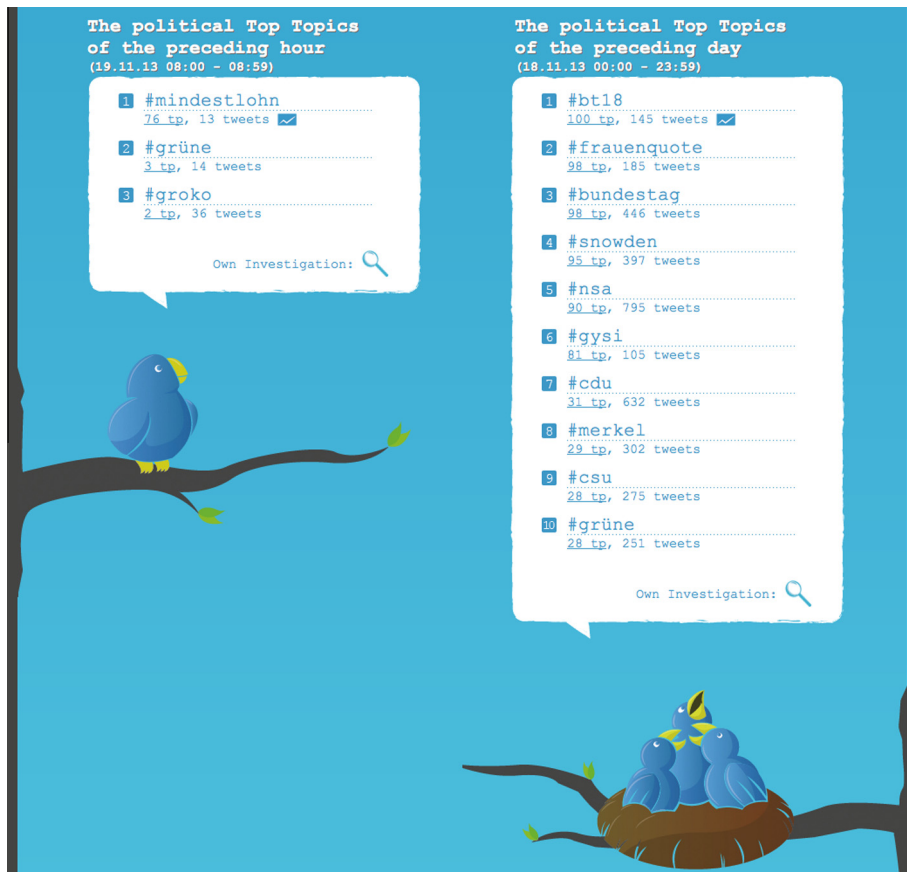 The political Top Topics
of the preceding hour
(19.11.13 08:00 - 08:59)
1 #mindestlohn
76 tp, 13 tweets
2 #grüne
3 tp, 14 tweets
3 #groko
2 tp, 36 tweets
Own Investigation:
The political Top Topics
of the preceding day
(18.11.13 00:00 - 23:59)
1 #bt18
100 tp, 145 tweets
2 #frauenquote
98 tp, 185 tweets
3 #bundestag
98 tp, 446 tweets
4 #snowden
95 tp, 397 tweets
5 #nsa
90 tp, 795 tweets
6 #gysi
81 tp, 105 tweets
7 #cdu
31 tp, 632 tweets
8 #merkel
29 tp, 302 tweets
9 #csu
28 tp, 275 tweets
10 #grüne
28 tp, 251 tweets
Own Investigation: